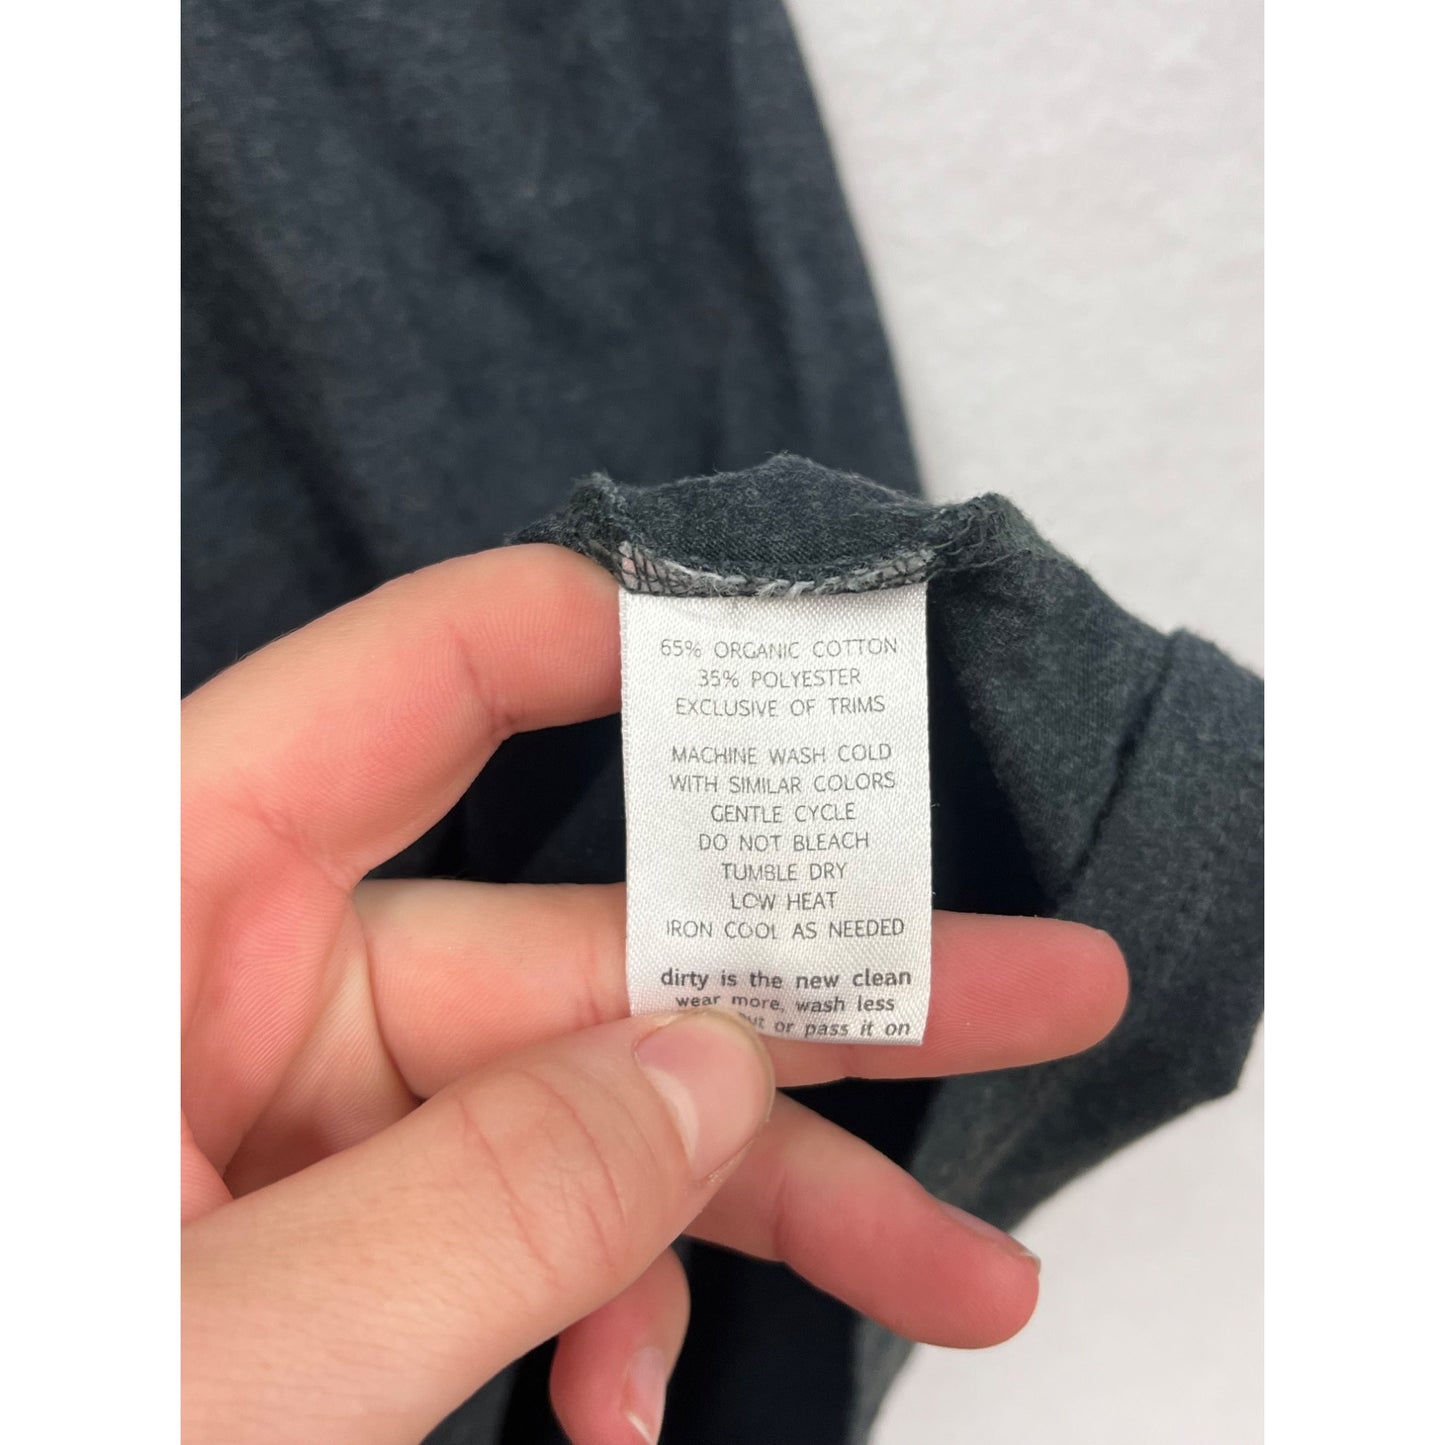 65% ORGANIC COTTON
35% POLYESTER
EXCLUSIVE OF TRIMS
MACHINE WASH COLD
WITH SIMILAR COLORS
GENTLE CYCLE
DO NOT BLEACH
TUMBLE DRY
LOW HEAT
IRON COOL AS NEEDED
dirty is the new clean
wear more, wash less
or pass it on